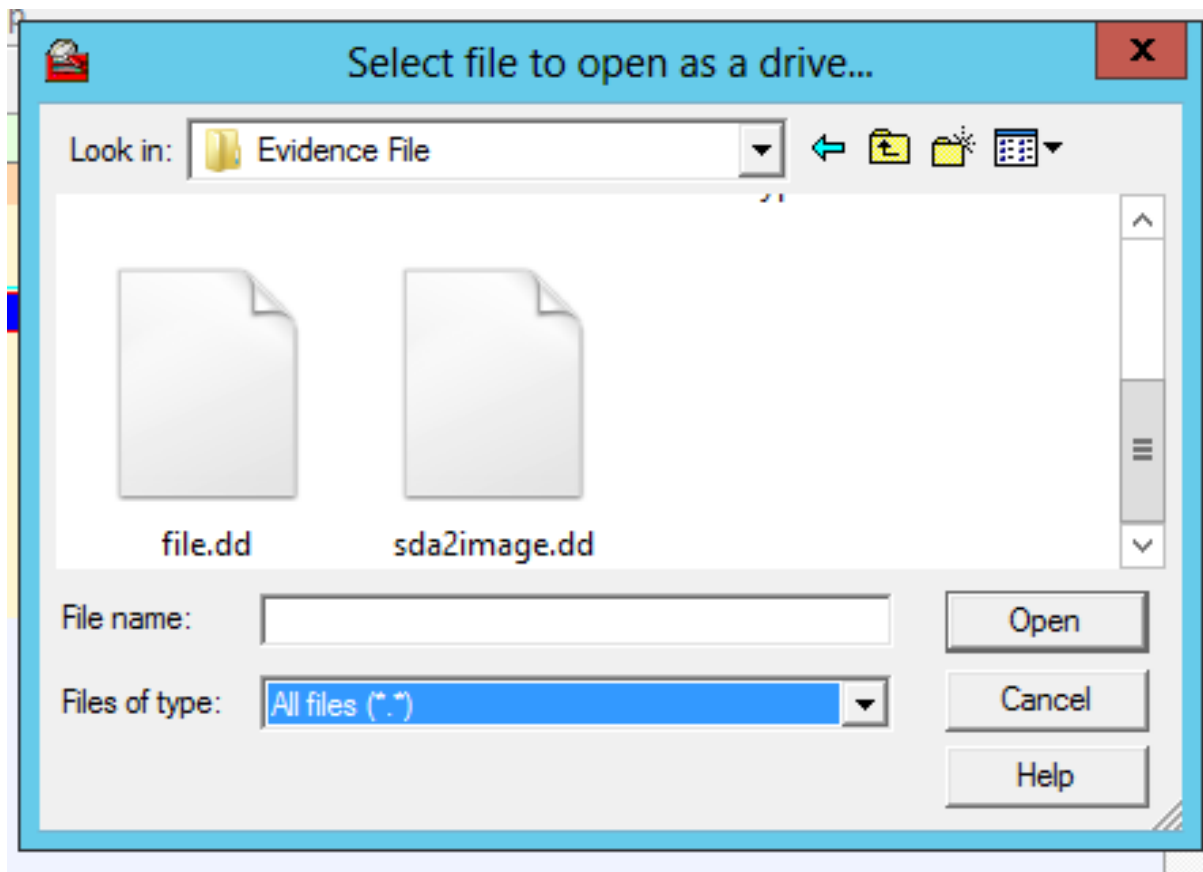 p
Select file to open as a drive...
x
Look in: Evidence File
file.dd sda2image.dd
File name: Open
Files of type: All files (*.*) Cancel
Help